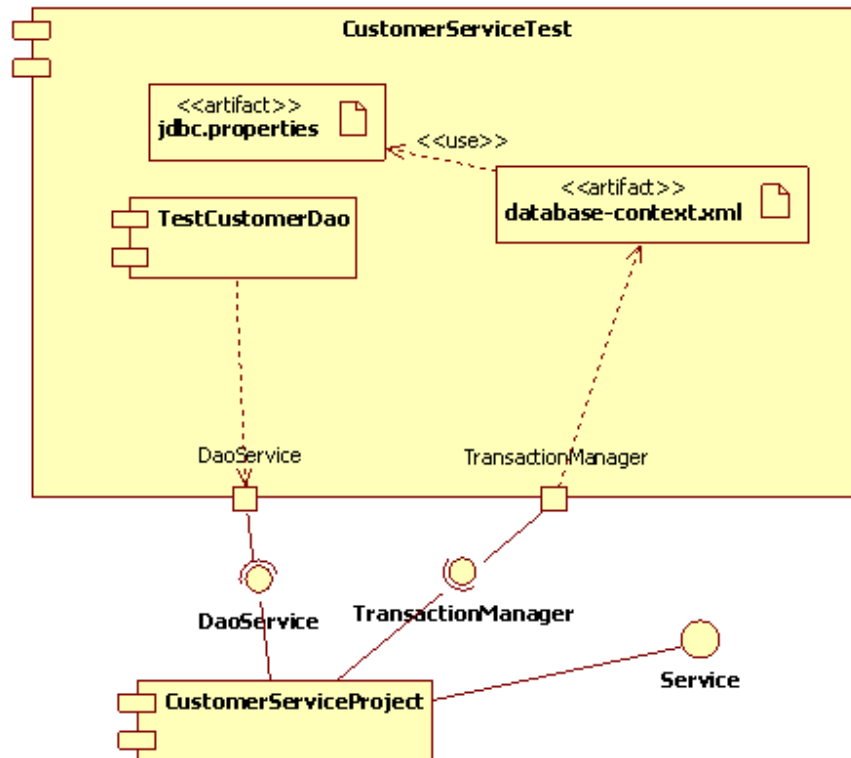 CustomerServiceTest
<<artifact>>
jdbc.properties
<<use>>
<<artifact>>
database-context.xml
TestCustomerDao
DaoService
TransactionManager
DaoService
TransactionManager
Service
CustomerServiceProject